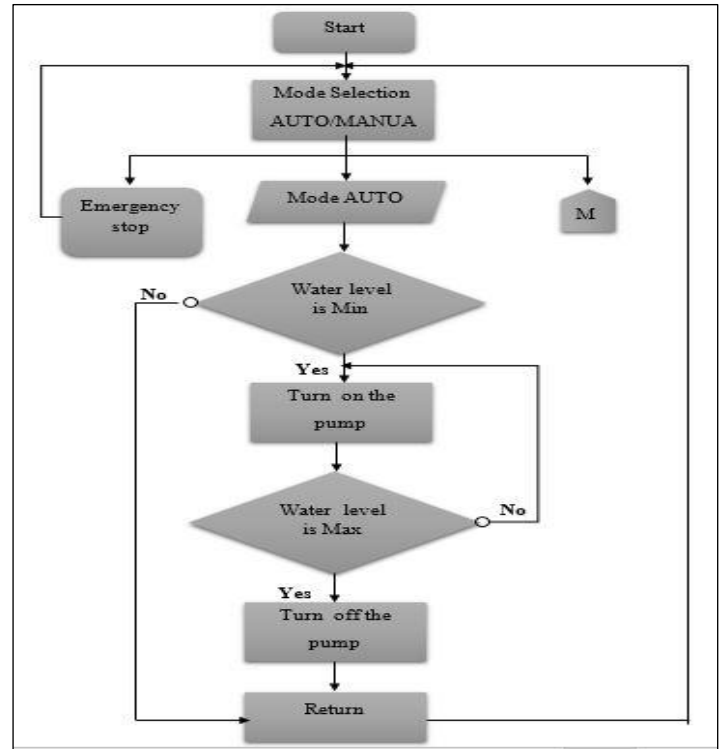 Start
Mode Selection
AUTO/MANUA
Emergency
stop
Mode AUTO
M
No
Water level
is Min
Yes
Turn on the
pump
Water level
is Max
No
Yes
Turn off the
pump
Return